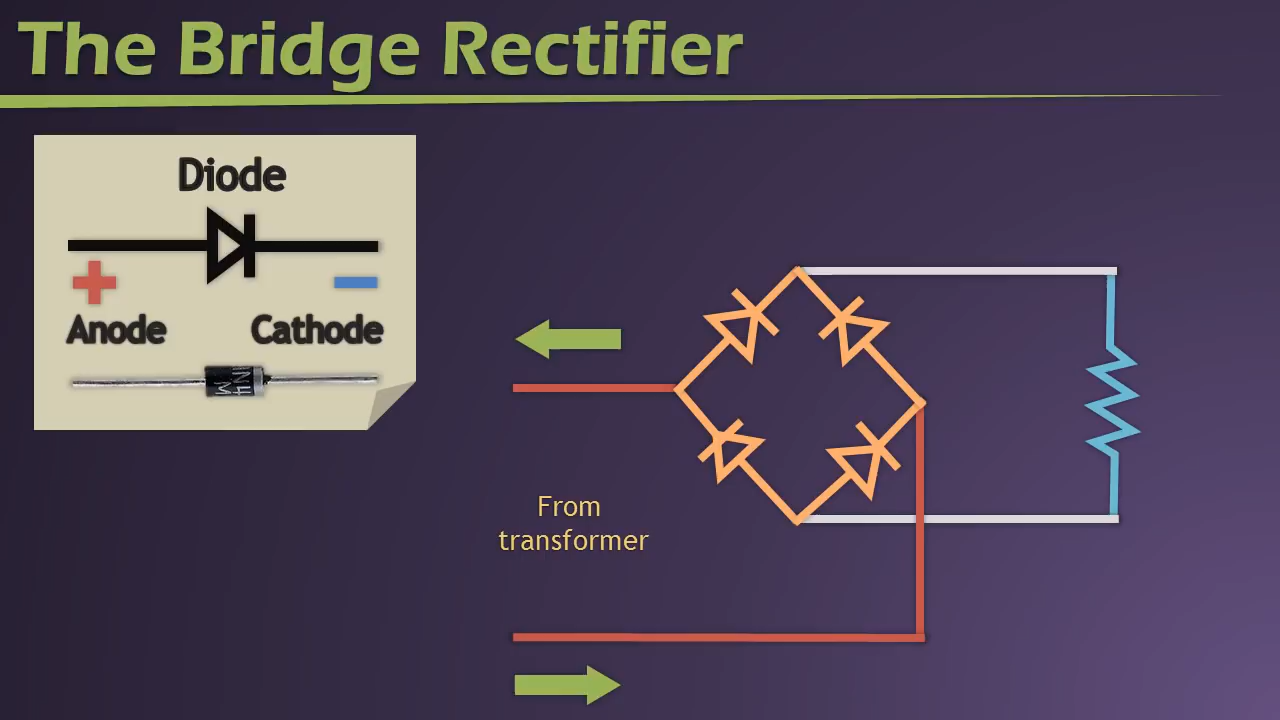 The Bridge Rectifier
Diode
Anode
Cathode
From
transformer